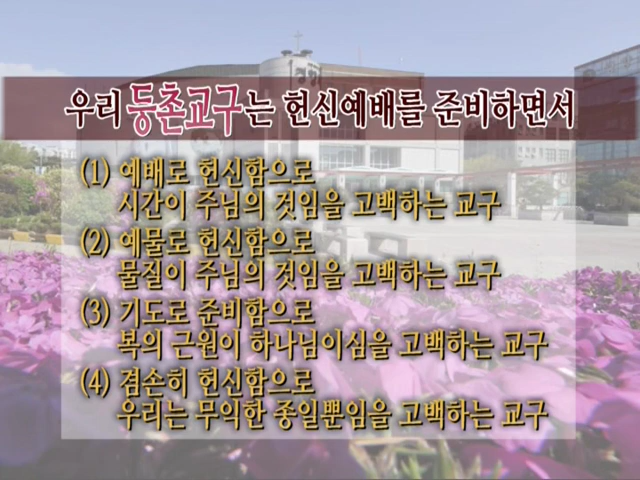 우리 등촌교구는 헌신예배를 준비하면서
(1) 예배로 헌신함으로
시간이 주님의 것임을 고백하는 교구
(2) 예물로 헌신함으로
물질이 주님의 것임을 고백하는 교구
(3) 기도로 준비함으로
복의 근원이 하나님이심을 고백하는 교구
(4) 겸손히 헌신함으로
우리는 무익한 종일뿐임을 고백하는 교구